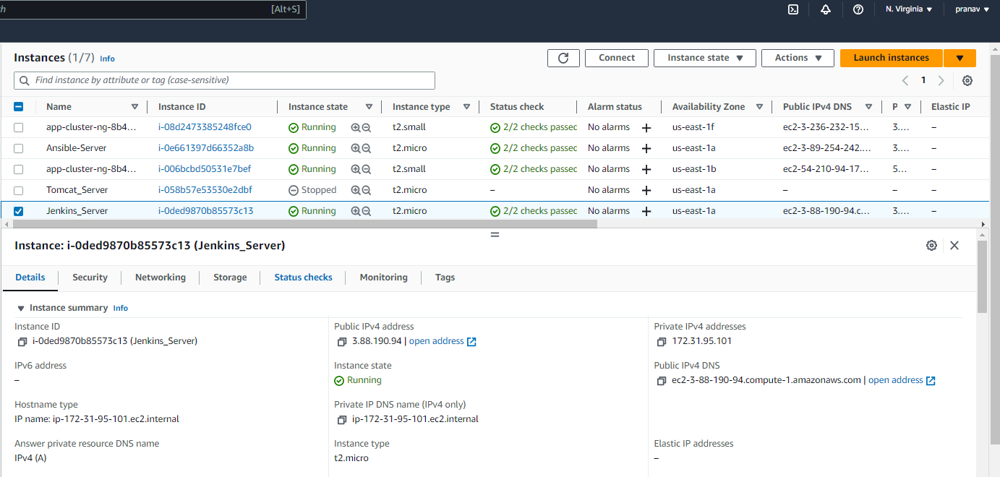 [Alt+S] N. Virginia pranav
Instances (1/7) Info Connect Instance state Actions Launch instances
Find instance by attribute or tag (case-sensitive) 1
Name Instance ID Instance state Instance type Status check Alarm status Availability Zone Public IPv4 DNS P Elastic IP
app-cluster-ng-8b4... i-08d2473385248fce0 Running t2.small 2/2 checks passec No alarms + us-east-1f ec2-3-236-232-15... 3.... –
Ansible-Server i-0e661397d66352a8b Running t2.micro 2/2 checks passec No alarms + us-east-1a ec2-3-89-254-242.... 3.... –
app-cluster-ng-8b4... i-006bcbd50531e7bef Running t2.small 2/2 checks passec No alarms + us-east-1b ec2-54-210-94-17... 5... –
Tomcat_Server i-058b57e53530e2dbf Stopped t2.micro – No alarms + us-east-1a – – –
Jenkins_Server i-0ded9870b85573c13 Running t2.micro 2/2 checks passec No alarms + us-east-1a ec2-3-88-190-94.c... 3.... –
Instance: i-0ded9870b85573c13 (Jenkins_Server)
Details Security Networking Storage Status checks Monitoring Tags
Instance summary Info
Instance ID
i-0ded9870b85573c13 (Jenkins_Server)
Public IPv4 address
3.88.190.94 | open address
Private IPv4 addresses
172.31.95.101
IPv6 address
–
Instance state
Running
Public IPv4 DNS
ec2-3-88-190-94.compute-1.amazonaws.com | open address
Hostname type
IP name: ip-172-31-95-101.ec2.internal
Private IP DNS name (IPv4 only)
ip-172-31-95-101.ec2.internal
Answer private resource DNS name
IPv4 (A)
Instance type
t2.micro
Elastic IP addresses
–